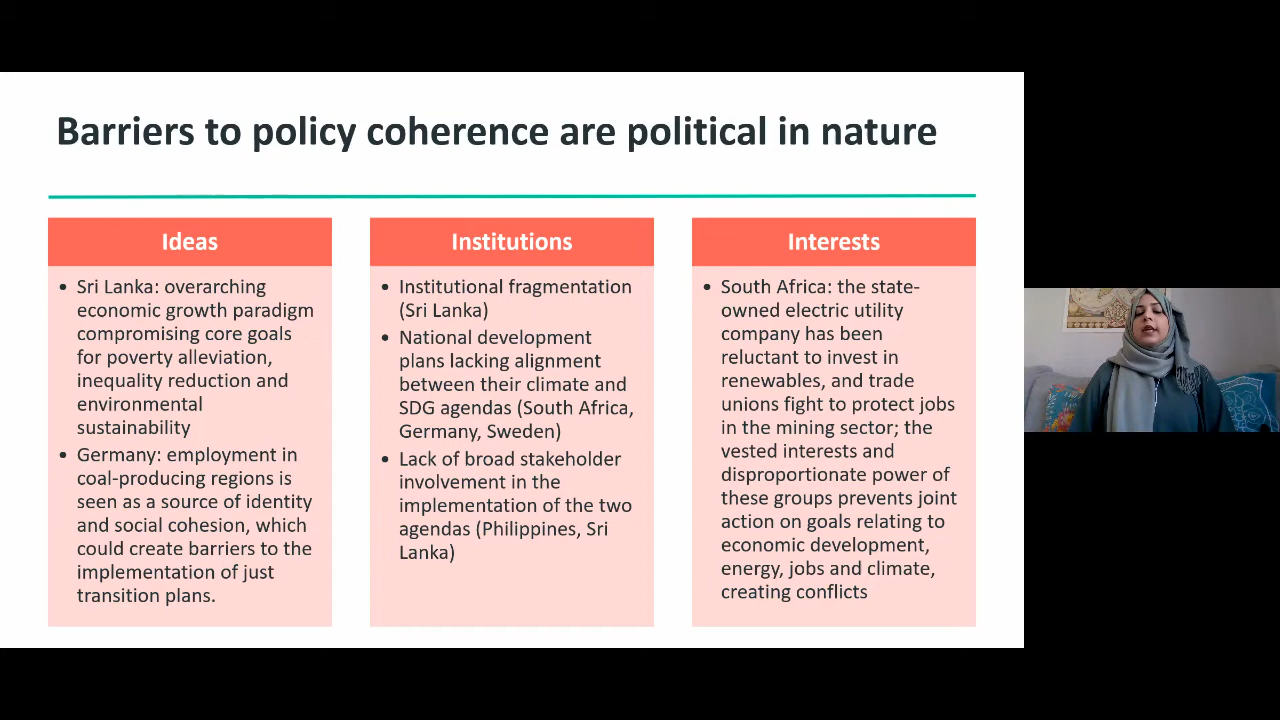 Barriers to policy coherence are political in nature
Ideas
• Sri Lanka: overarching
economic growth paradigm
compromising core goals
for poverty alleviation,
inequality reduction and
environmental
sustainability
• Germany: employment in
coal-producing regions is
seen as a source of identity
and social cohesion, which
could create barriers to the
implementation of just
transition plans.
Institutions
• Institutional fragmentation
(Sri Lanka)
• National development
plans lacking alignment
between their climate and
SDG agendas (South Africa,
Germany, Sweden)
• Lack of broad stakeholder
involvement in the
implementation of the two
agendas (Philippines, Sri
Lanka)
Interests
• South Africa: the state-
owned electric utility
company has been
reluctant to invest in
renewables, and trade
unions fight to protect jobs
in the mining sector; the
vested interests and
disproportionate power of
these groups prevents joint
action on goals relating to
economic development,
energy, jobs and climate,
creating conflicts